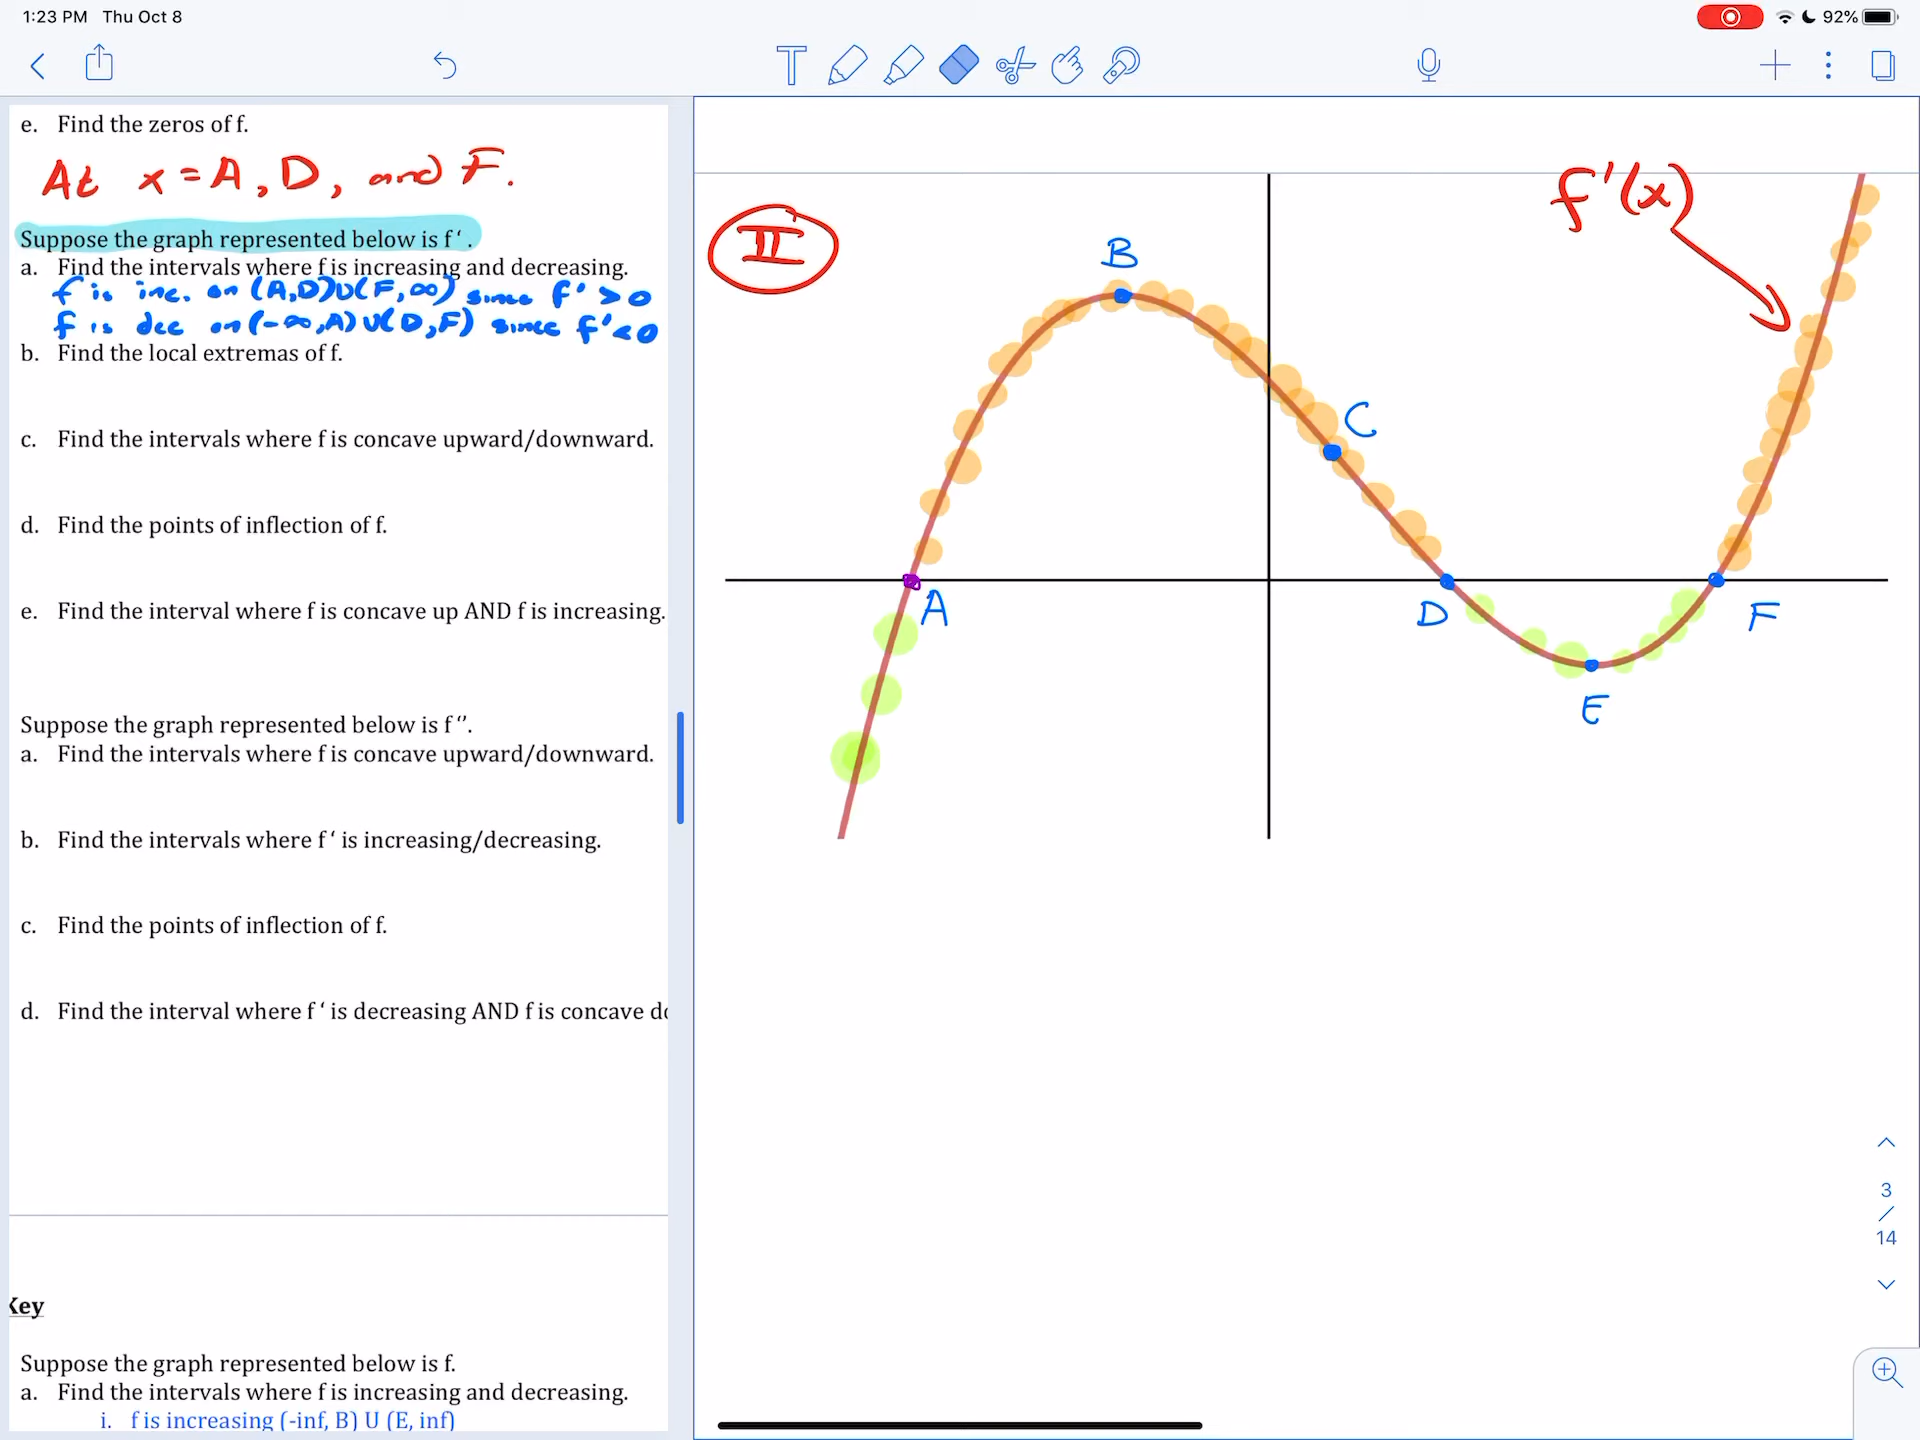 1:23 PM Thu Oct 8
92%
e. Find the zeros of f.
At x = A, D, and F.
Suppose the graph represented below is f ‘ .
a. Find the intervals where f is increasing and decreasing.
f is inc. on (A,D)U(F,∞) since f' > 0
f is dec on (-∞,A)U(D,F) since f' < 0
b. Find the local extremas of f.
c. Find the intervals where f is concave upward/downward.
d. Find the points of inflection of f.
e. Find the interval where f is concave up AND f is increasing.
Suppose the graph represented below is f ‘’.
a. Find the intervals where f is concave upward/downward.
b. Find the intervals where f ‘ is increasing/decreasing.
c. Find the points of inflection of f.
d. Find the interval where f ‘ is decreasing AND f is concave do
Key
Suppose the graph represented below is f.
a. Find the intervals where f is increasing and decreasing.
i. f is increasing (-inf, B) U (E, inf)
II
f'(x)
B
C
A
D
F
E
3
/
14